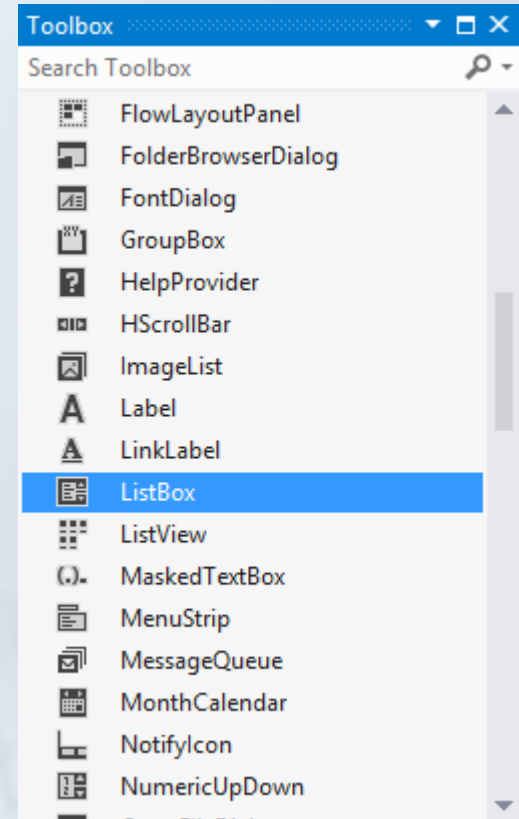 Toolbox
Search Toolbox
FlowLayoutPanel
FolderBrowserDialog
FontDialog
GroupBox
HelpProvider
HScrollBar
ImageList
Label
LinkLabel
ListBox
ListView
MaskedTextBox
MenuStrip
MessageQueue
MonthCalendar
NotifyIcon
NumericUpDown